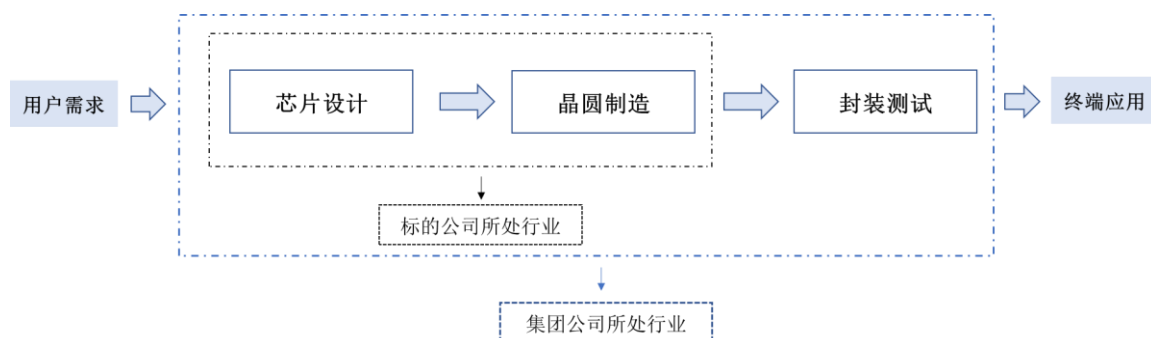 用户需求
芯片设计
晶圆制造
封装测试
终端应用
标的公司所处行业
集团公司所处行业